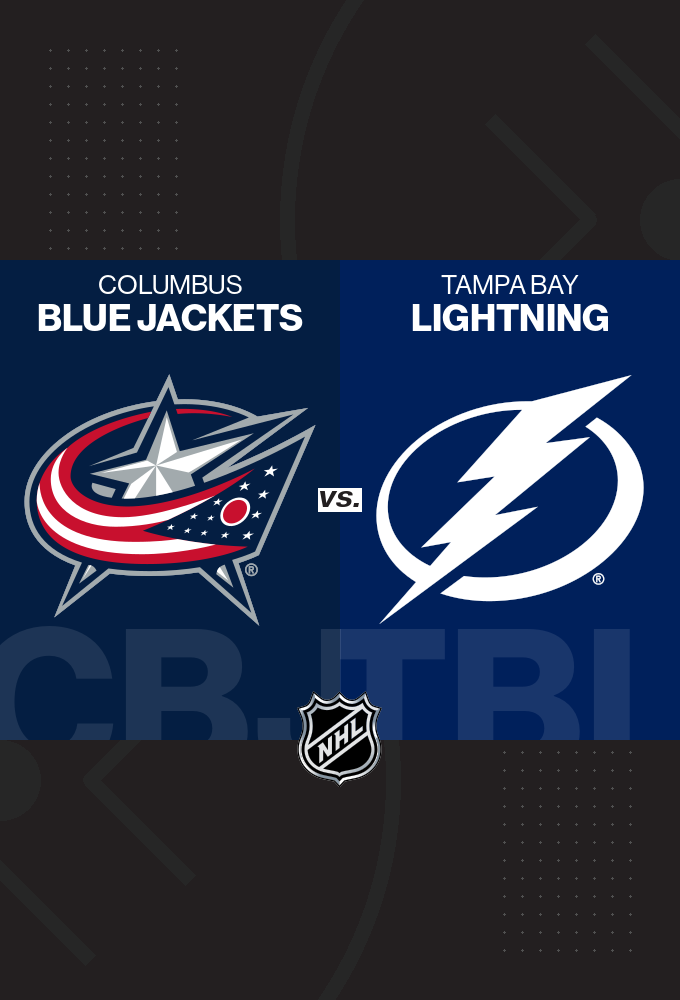 COLUMBUS
BLUE JACKETS
TAMPA BAY
LIGHTNING
vs.
®
®
CBJ
TBL
NHL